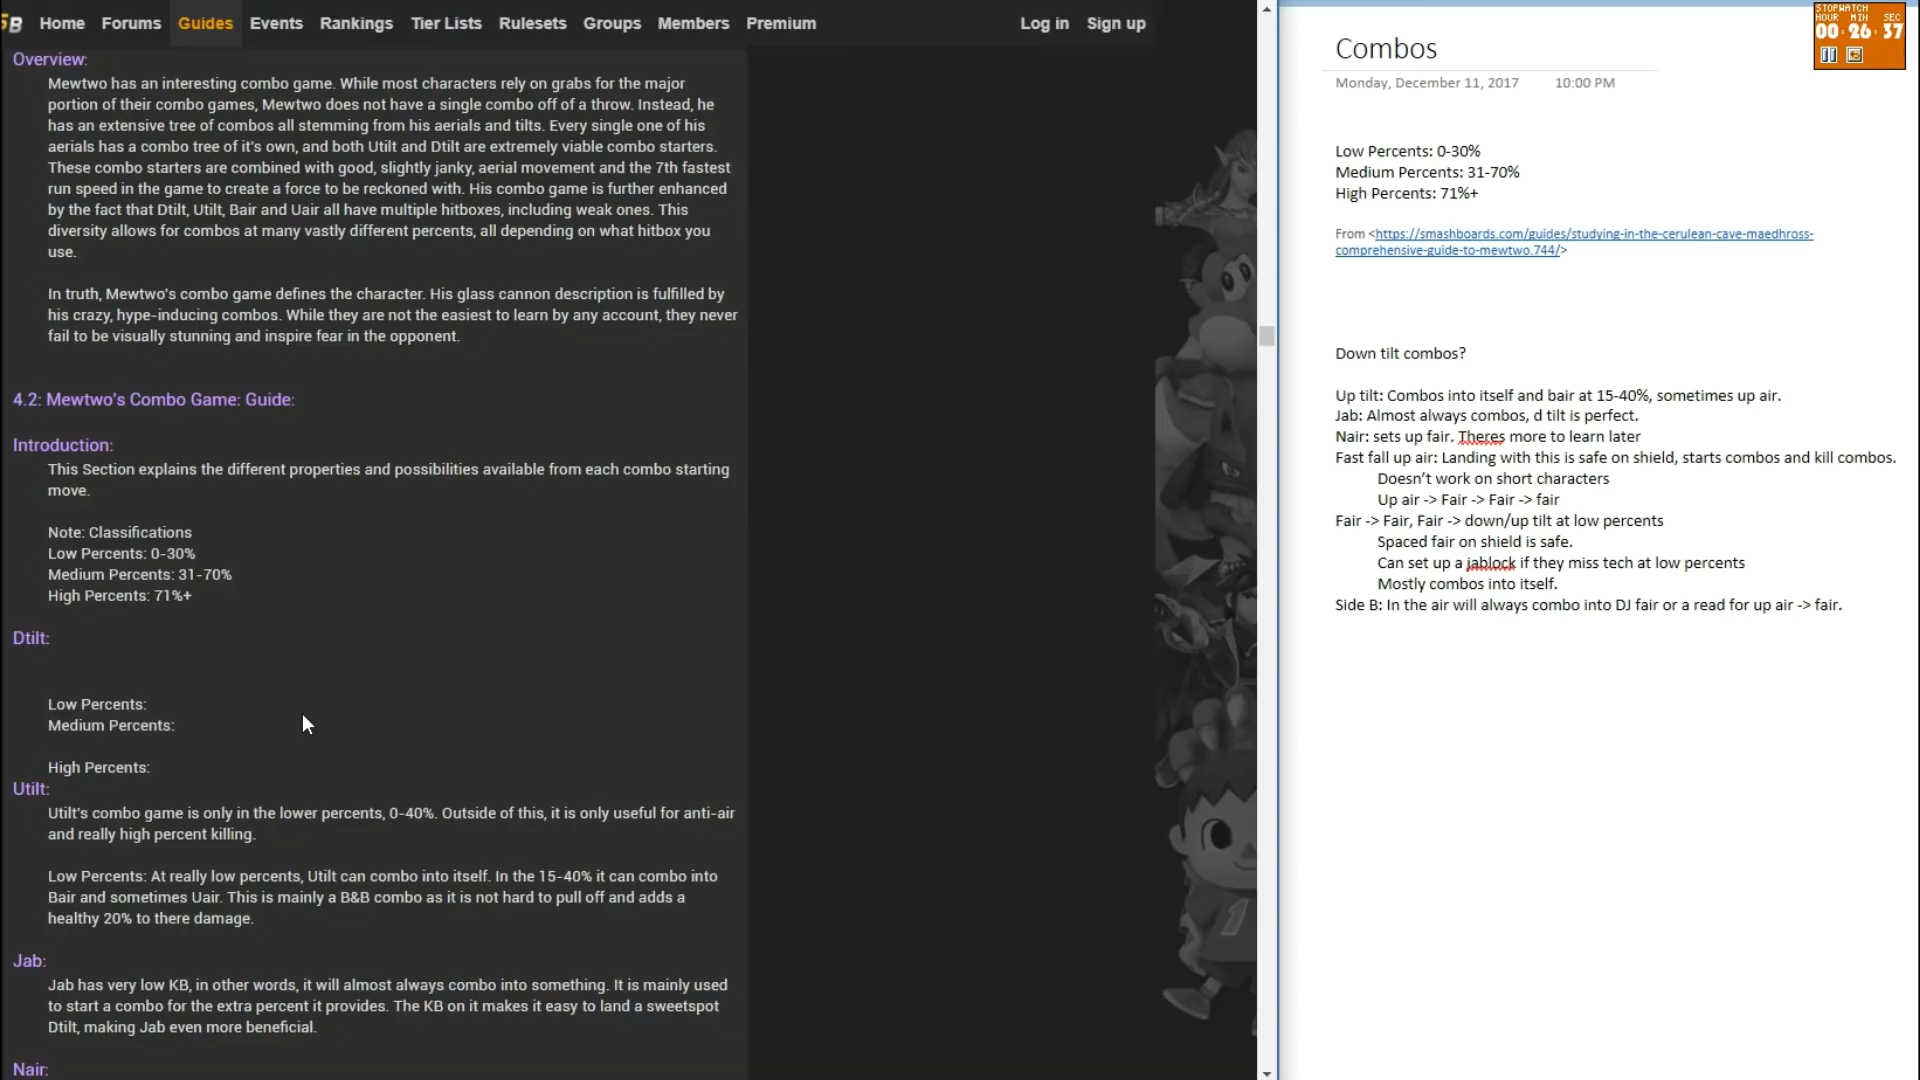 5B Home Forums Guides Events Rankings Tier Lists Rulesets Groups Members Premium Log in Sign up
Overview:
Mewtwo has an interesting combo game. While most characters rely on grabs for the major
portion of their combo games, Mewtwo does not have a single combo off of a throw. Instead, he
has an extensive tree of combos all stemming from his aerials and tilts. Every single one of his
aerials has a combo tree of it's own, and both Utilt and Dtilt are extremely viable combo starters.
These combo starters are combined with good, slightly janky, aerial movement and the 7th fastest
run speed in the game to create a force to be reckoned with. His combo game is further enhanced
by the fact that Dtilt, Utilt, Bair and Uair all have multiple hitboxes, including weak ones. This
diversity allows for combos at many vastly different percents, all depending on what hitbox you
use.
In truth, Mewtwo's combo game defines the character. His glass cannon description is fulfilled by
his crazy, hype-inducing combos. While they are not the easiest to learn by any account, they never
fail to be visually stunning and inspire fear in the opponent.
4.2: Mewtwo's Combo Game: Guide:
Introduction:
This Section explains the different properties and possibilities available from each combo starting
move.
Note: Classifications
Low Percents: 0-30%
Medium Percents: 31-70%
High Percents: 71%+
Dtilt:
Low Percents:
Medium Percents:
High Percents:
Utilt:
Utilt's combo game is only in the lower percents, 0-40%. Outside of this, it is only useful for anti-air
and really high percent killing.
Low Percents: At really low percents, Utilt can combo into itself. In the 15-40% it can combo into
Bair and sometimes Uair. This is mainly a B&B combo as it is not hard to pull off and adds a
healthy 20% to there damage.
Jab:
Jab has very low KB, in other words, it will almost always combo into something. It is mainly used
to start a combo for the extra percent it provides. The KB on it makes it easy to land a sweetspot
Dtilt, making Jab even more beneficial.
Nair:
STOPWATCH
HOUR MIN SEC
00:26:37
Combos
Monday, December 11, 2017 10:00 PM
Low Percents: 0-30%
Medium Percents: 31-70%
High Percents: 71%+
From <https://smashboards.com/guides/studying-in-the-cerulean-cave-maedhross-
comprehensive-guide-to-mewtwo.744/>
Down tilt combos?
Up tilt: Combos into itself and bair at 15-40%, sometimes up air.
Jab: Almost always combos, d tilt is perfect.
Nair: sets up fair. Theres more to learn later
Fast fall up air: Landing with this is safe on shield, starts combos and kill combos.
Doesn't work on short characters
Up air -> Fair -> Fair -> fair
Fair -> Fair, Fair -> down/up tilt at low percents
Spaced fair on shield is safe.
Can set up a jablock if they miss tech at low percents
Mostly combos into itself.
Side B: In the air will always combo into DJ fair or a read for up air -> fair.